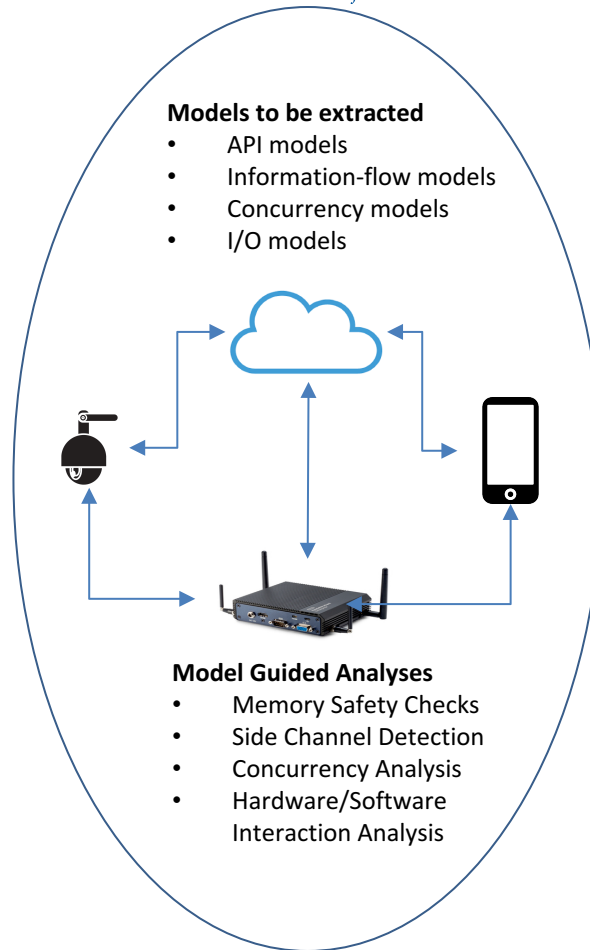 Models to be extracted
• API models
• Information-flow models
• Concurrency models
• I/O models
Model Guided Analyses
• Memory Safety Checks
• Side Channel Detection
• Concurrency Analysis
• Hardware/Software
Interaction Analysis